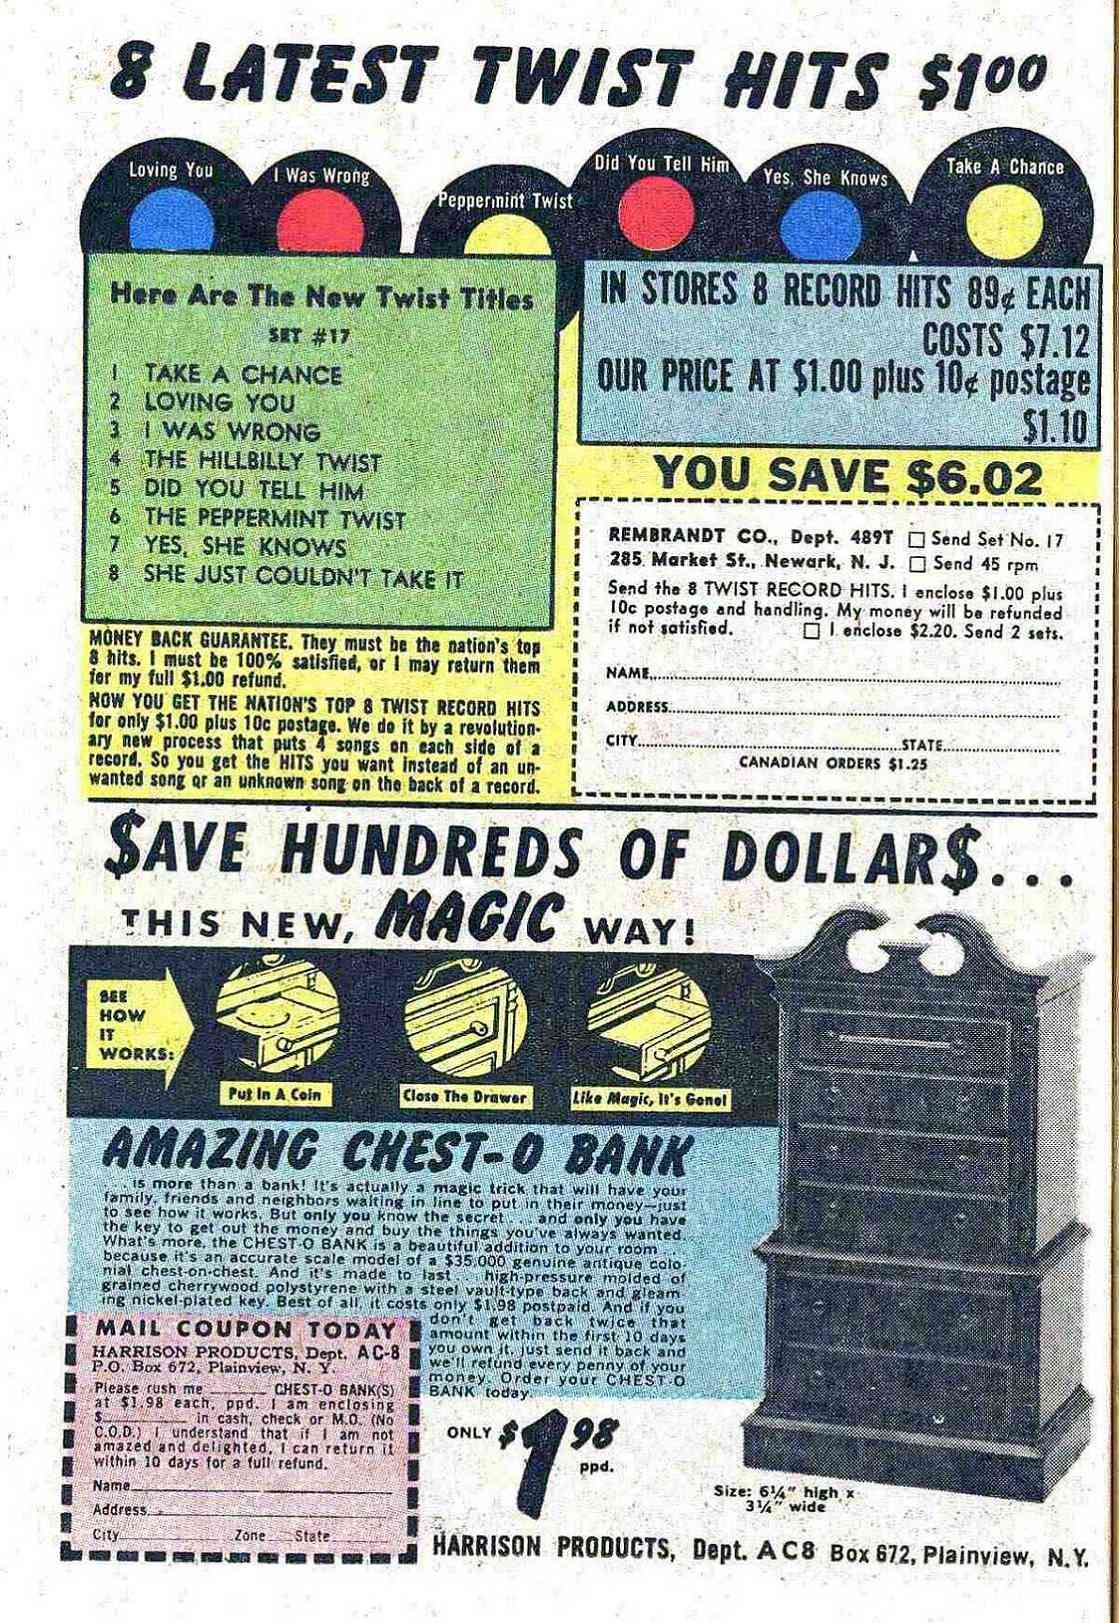 8 LATEST TWIST HITS $1.00
Loving You
I Was Wrong
Peppermint Twist
Did You Tell Him
Yes, She Knows
Take A Chance
Here Are The New Twist Titles
SET #17
1 TAKE A CHANCE
2 LOVING YOU
3 I WAS WRONG
4 THE HILLBILLY TWIST
5 DID YOU TELL HIM
6 THE PEPPERMINT TWIST
7 YES, SHE KNOWS
8 SHE JUST COULDN'T TAKE IT
MONEY BACK GUARANTEE. They must be the nation's top
8 hits. I must be 100% satisfied, or I may return them
for my full $1.00 refund.
NOW YOU GET THE NATION'S TOP 8 TWIST RECORD HITS
for only $1.00 plus 10c postage. We do it by a revolution-
ary new process that puts 4 songs on each side of a
record. So you get the HITS you want instead of an un-
wanted song or an unknown song on the back of a record.
IN STORES 8 RECORD HITS 89¢ EACH
COSTS $7.12
OUR PRICE AT $1.00 plus 10¢ postage
$1.10
YOU SAVE $6.02
REMBRANDT CO., Dept. 489T □ Send Set No. 17
285 Market St., Newark, N. J. □ Send 45 rpm
Send the 8 TWIST RECORD HITS. I enclose $1.00 plus
10c postage and handling. My money will be refunded
if not satisfied. □ I enclose $2.20. Send 2 sets.
NAME
ADDRESS
CITY STATE
CANADIAN ORDERS $1.25
$AVE HUNDREDS OF DOLLAR$...
THIS NEW, MAGIC WAY!
SEE
HOW
IT
WORKS:
Put In A Coin
Close The Drawer
Like Magic, It's Gone!
AMAZING CHEST-O BANK
... is more than a bank! It's actually a magic trick that will have your
family, friends and neighbors waiting in line to put in their money—just
to see how it works. But only you know the secret ... and only you have
the key to get out the money and buy the things you've always wanted.
What's more, the CHEST-O BANK is a beautiful addition to your room ...
because it's an accurate scale model of a $35,000 genuine antique colo-
nial chest-on-chest. And it's made to last ... high-pressure molded of
grained cherrywood polystyrene with a steel vault-type back and gleam-
ing nickel-plated key. Best of all, it costs only $1.98 postpaid. And if you
don't get back twice that
amount within the first 10 days
you own it, just send it back and
we'll refund every penny of your
money. Order your CHEST-O
BANK today.
MAIL COUPON TODAY
HARRISON PRODUCTS, Dept. AC-8
P.O. Box 672, Plainview, N. Y.
Please rush me ______ CHEST-O BANK(S)
at $1.98 each, ppd. I am enclosing
$________ in cash, check or M.O. (No
C.O.D.) I understand that if I am not
amazed and delighted, I can return it
within 10 days for a full refund.
Name
Address
City Zone State
ONLY $1.98
ppd.
Size: 6¼" high x
3¼" wide
HARRISON PRODUCTS, Dept. AC8 Box 672, Plainview, N.Y.